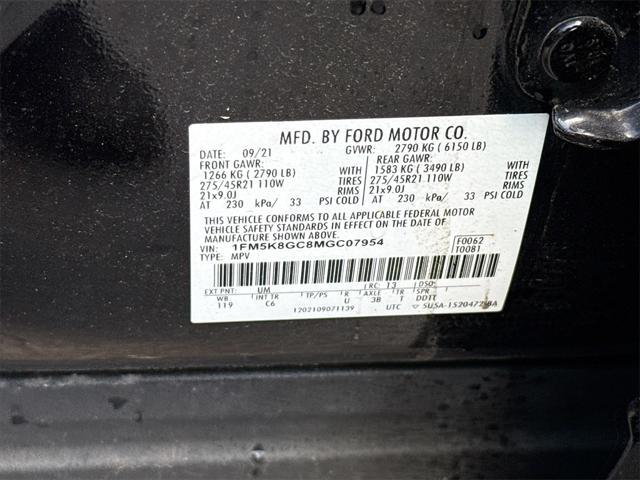 MFD. BY FORD MOTOR CO.
DATE: 09/21 GVWR: 2790 KG ( 6150 LB)
FRONT GAWR: REAR GAWR:
1266 KG ( 2790 LB) WITH 1583 KG ( 3490 LB) WITH
275/45R21 110W TIRES 275/45R21 110W TIRES
21x9.0J RIMS 21x9.0J RIMS
AT 230 kPa/ 33 PSI COLD AT 230 kPa/ 33 PSI COLD
THIS VEHICLE CONFORMS TO ALL APPLICABLE FEDERAL MOTOR
VEHICLE SAFETY STANDARDS IN EFFECT ON THE DATE OF
MANUFACTURE SHOWN ABOVE.
VIN: 1FM5K8GC8MGC07954 F0062
TYPE: MPV T0081
EXT PNT: UM RC: 13 DSO:
WB INT TR TP/PS R AXLE TR SPR
119 C6 U 3B T DDTT
1202109071139 UTC